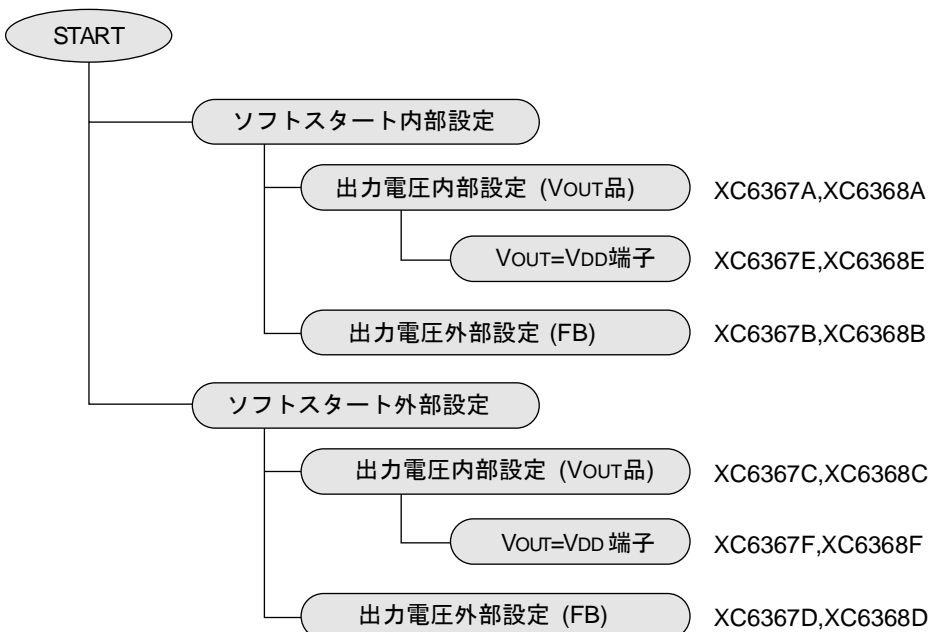 START
ソフトスタート内部設定
出力電圧内部設定 (VOUT品) XC6367A,XC6368A
VOUT=VDD端子 XC6367E,XC6368E
出力電圧外部設定 (FB) XC6367B,XC6368B
ソフトスタート外部設定
出力電圧内部設定 (VOUT品) XC6367C,XC6368C
VOUT=VDD 端子 XC6367F,XC6368F
出力電圧外部設定 (FB) XC6367D,XC6368D